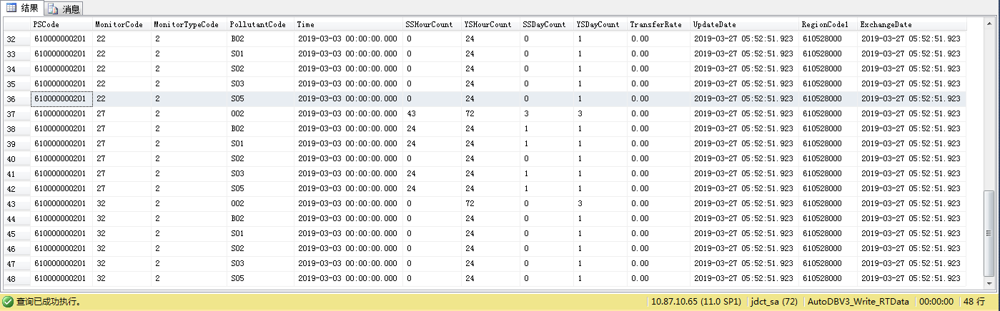 结果 消息
PSCode MonitorCode MonitorTypeCode PollutantCode Time SSHourCount YSHourCount SSDayCount YSDayCount TransferRate UpdateDate RegionCode1 ExchangeDate
32 610000000201 22 2 B02 2019-03-03 00:00:00.000 0 24 0 1 0.00 2019-03-27 05:52:51.923 610528000 2019-03-27 05:52:51.923
33 610000000201 22 2 S01 2019-03-03 00:00:00.000 0 24 0 1 0.00 2019-03-27 05:52:51.923 610528000 2019-03-27 05:52:51.923
34 610000000201 22 2 S02 2019-03-03 00:00:00.000 0 24 0 1 0.00 2019-03-27 05:52:51.923 610528000 2019-03-27 05:52:51.923
35 610000000201 22 2 S03 2019-03-03 00:00:00.000 0 24 0 1 0.00 2019-03-27 05:52:51.923 610528000 2019-03-27 05:52:51.923
36 610000000201 22 2 S05 2019-03-03 00:00:00.000 0 24 0 1 0.00 2019-03-27 05:52:51.923 610528000 2019-03-27 05:52:51.923
37 610000000201 27 2 002 2019-03-03 00:00:00.000 43 72 3 3 0.00 2019-03-27 05:52:51.923 610528000 2019-03-27 05:52:51.923
38 610000000201 27 2 B02 2019-03-03 00:00:00.000 24 24 1 1 0.00 2019-03-27 05:52:51.923 610528000 2019-03-27 05:52:51.923
39 610000000201 27 2 S01 2019-03-03 00:00:00.000 24 24 1 1 0.00 2019-03-27 05:52:51.923 610528000 2019-03-27 05:52:51.923
40 610000000201 27 2 S02 2019-03-03 00:00:00.000 0 24 0 1 0.00 2019-03-27 05:52:51.923 610528000 2019-03-27 05:52:51.923
41 610000000201 27 2 S03 2019-03-03 00:00:00.000 24 24 1 1 0.00 2019-03-27 05:52:51.923 610528000 2019-03-27 05:52:51.923
42 610000000201 27 2 S05 2019-03-03 00:00:00.000 24 24 1 1 0.00 2019-03-27 05:52:51.923 610528000 2019-03-27 05:52:51.923
43 610000000201 32 2 002 2019-03-03 00:00:00.000 0 72 0 3 0.00 2019-03-27 05:52:51.923 610528000 2019-03-27 05:52:51.923
44 610000000201 32 2 B02 2019-03-03 00:00:00.000 0 24 0 1 0.00 2019-03-27 05:52:51.923 610528000 2019-03-27 05:52:51.923
45 610000000201 32 2 S01 2019-03-03 00:00:00.000 0 24 0 1 0.00 2019-03-27 05:52:51.923 610528000 2019-03-27 05:52:51.923
46 610000000201 32 2 S02 2019-03-03 00:00:00.000 0 24 0 1 0.00 2019-03-27 05:52:51.923 610528000 2019-03-27 05:52:51.923
47 610000000201 32 2 S03 2019-03-03 00:00:00.000 0 24 0 1 0.00 2019-03-27 05:52:51.923 610528000 2019-03-27 05:52:51.923
48 610000000201 32 2 S05 2019-03-03 00:00:00.000 0 24 0 1 0.00 2019-03-27 05:52:51.923 610528000 2019-03-27 05:52:51.923
查询已成功执行。 10.87.10.65 (11.0 SP1) jdct_sa (72) AutoDBV3_Write_RTData 00:00:00 48 行